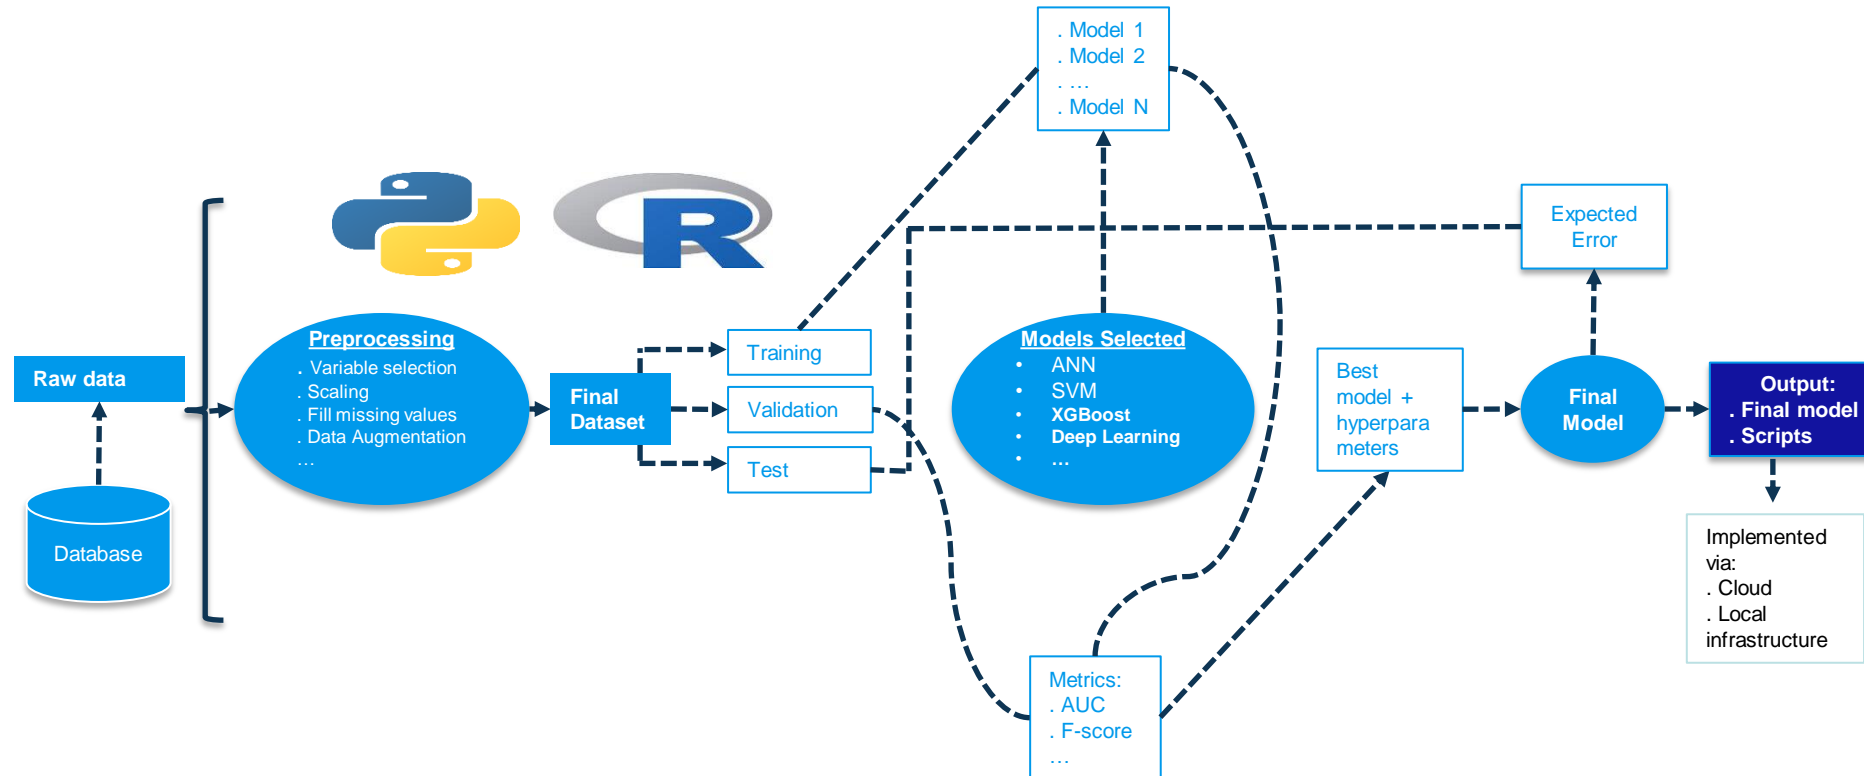 . Model 1
. Model 2
. ...
. Model N
R
Expected
Error
Preprocessing
. Variable selection
. Scaling
. Fill missing values
. Data Augmentation
...
Models Selected
• ANN
• SVM
• XGBoost
• Deep Learning
• ...
Training
Validation
Test
Raw data
Final
Dataset
Best
model +
hyperpara
meters
Final
Model
Output:
. Final model
. Scripts
Database
Implemented
via:
. Cloud
. Local
infrastructure
Metrics:
. AUC
. F-score
...